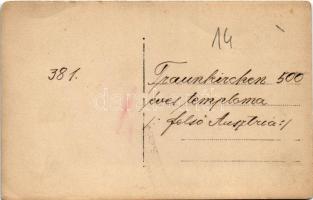 14
381.
Traunkirchen 500
éves temploma
/: felső Ausztria:/